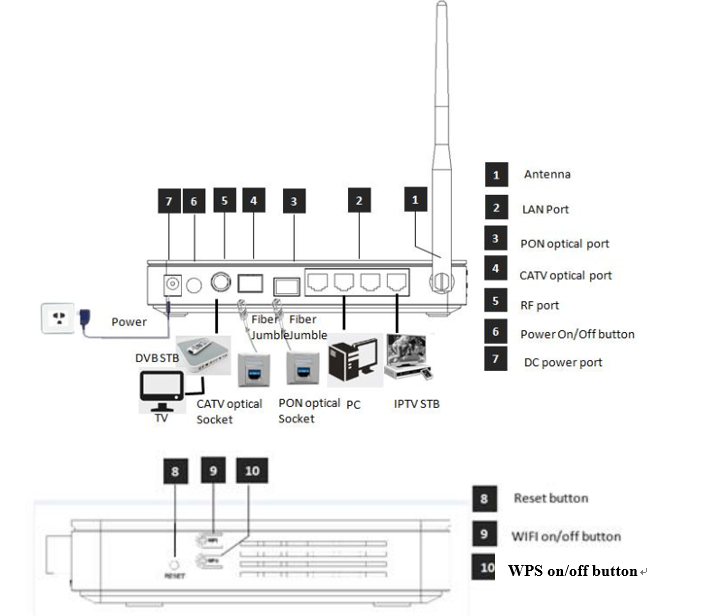 1 Antenna
7 6 5 4 3 2 1
2 LAN Port
3 PON optical port
4 CATV optical port
5 RF port
6 Power On/Off button
7 DC power port
Power
Fiber Fiber
Jumble Jumble
DVB STB
TV
CATV optical
Socket
PON optical
Socket
PC
IPTV STB
8 9 10
8 Reset button
9 WIFI on/off button
10 WPS on/off button
RESET